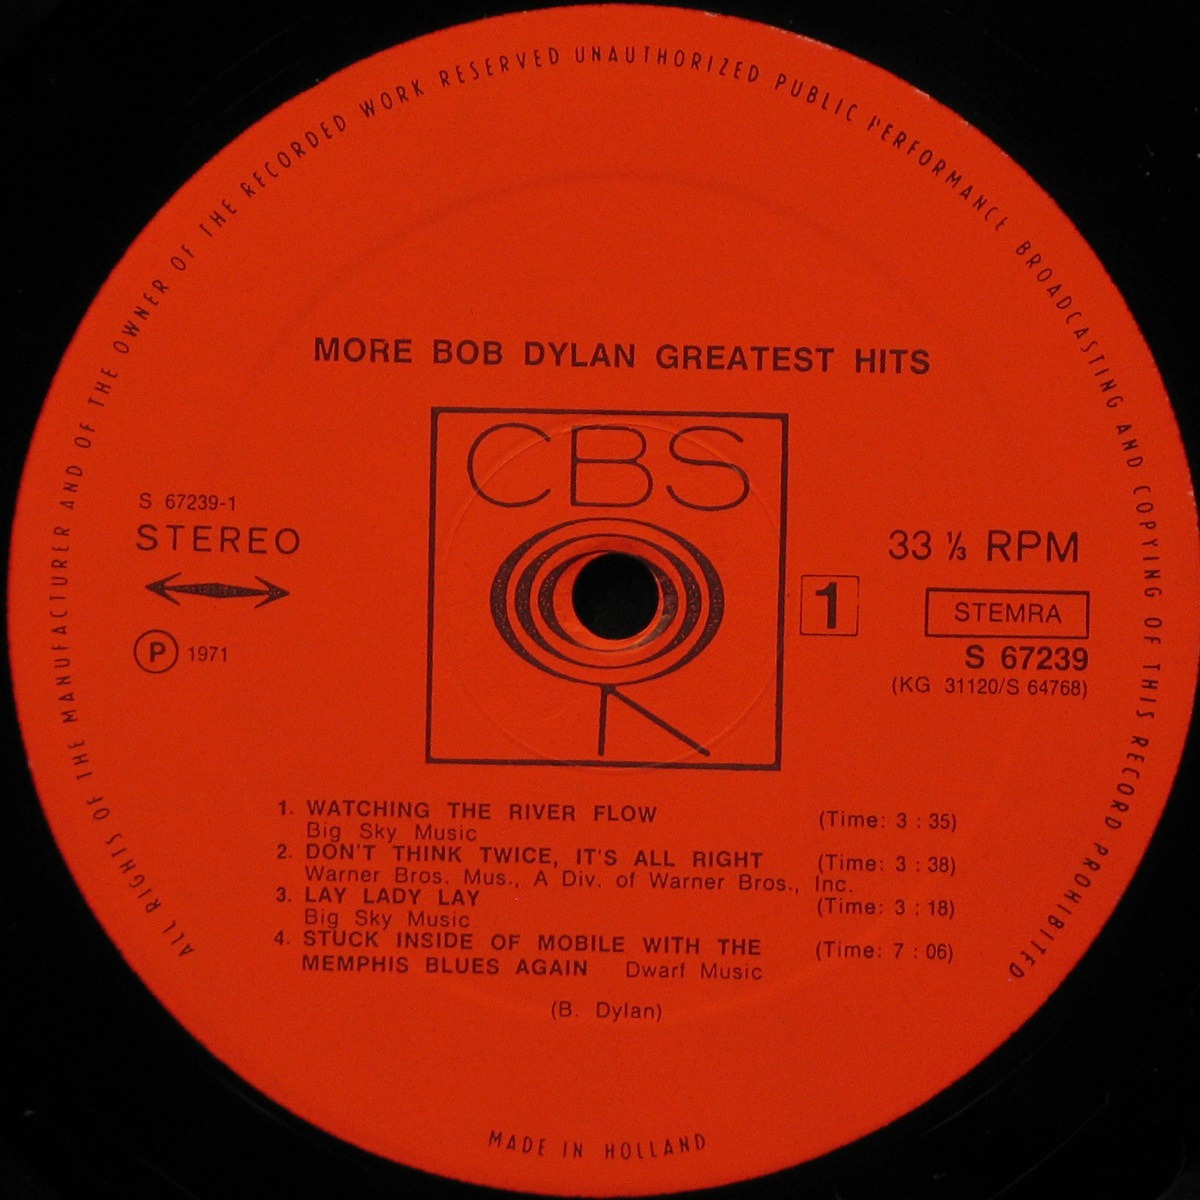 ALL RIGHTS OF THE MANUFACTURER AND OF THE OWNER OF THE RECORDED WORK RESERVED UNAUTHORIZED PUBLIC PERFORMANCE BROADCASTING AND COPYING OF THIS RECORD PROHIBITED
MORE BOB DYLAN GREATEST HITS
CBS
S 67239-1
STEREO
P 1971
1
33 ⅓ RPM
STEMRA
S 67239
(KG 31120/S 64768)
1. WATCHING THE RIVER FLOW (Time: 3 : 35)
Big Sky Music
2. DON'T THINK TWICE, IT'S ALL RIGHT (Time: 3 : 38)
Warner Bros. Mus., A Div. of Warner Bros., Inc.
3. LAY LADY LAY (Time: 3 : 18)
Big Sky Music
4. STUCK INSIDE OF MOBILE WITH THE (Time: 7 : 06)
MEMPHIS BLUES AGAIN Dwarf Music
(B. Dylan)
MADE IN HOLLAND